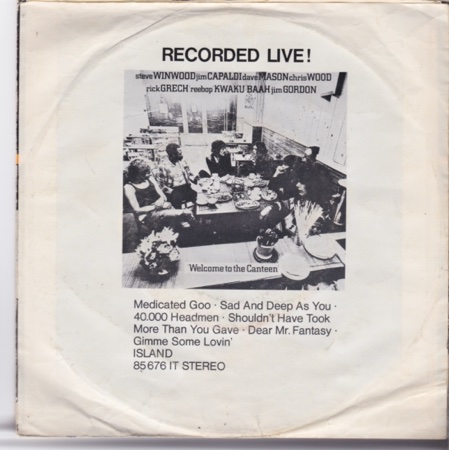 RECORDED LIVE!
steve WINWOOD jim CAPALDI dave MASON chris WOOD
rick GRECH reebop KWAKU BAAH jim GORDON
Welcome to the Canteen
Medicated Goo · Sad And Deep As You ·
40.000 Headmen · Shouldn't Have Took
More Than You Gave · Dear Mr. Fantasy ·
Gimme Some Lovin'
ISLAND
85 676 IT STEREO